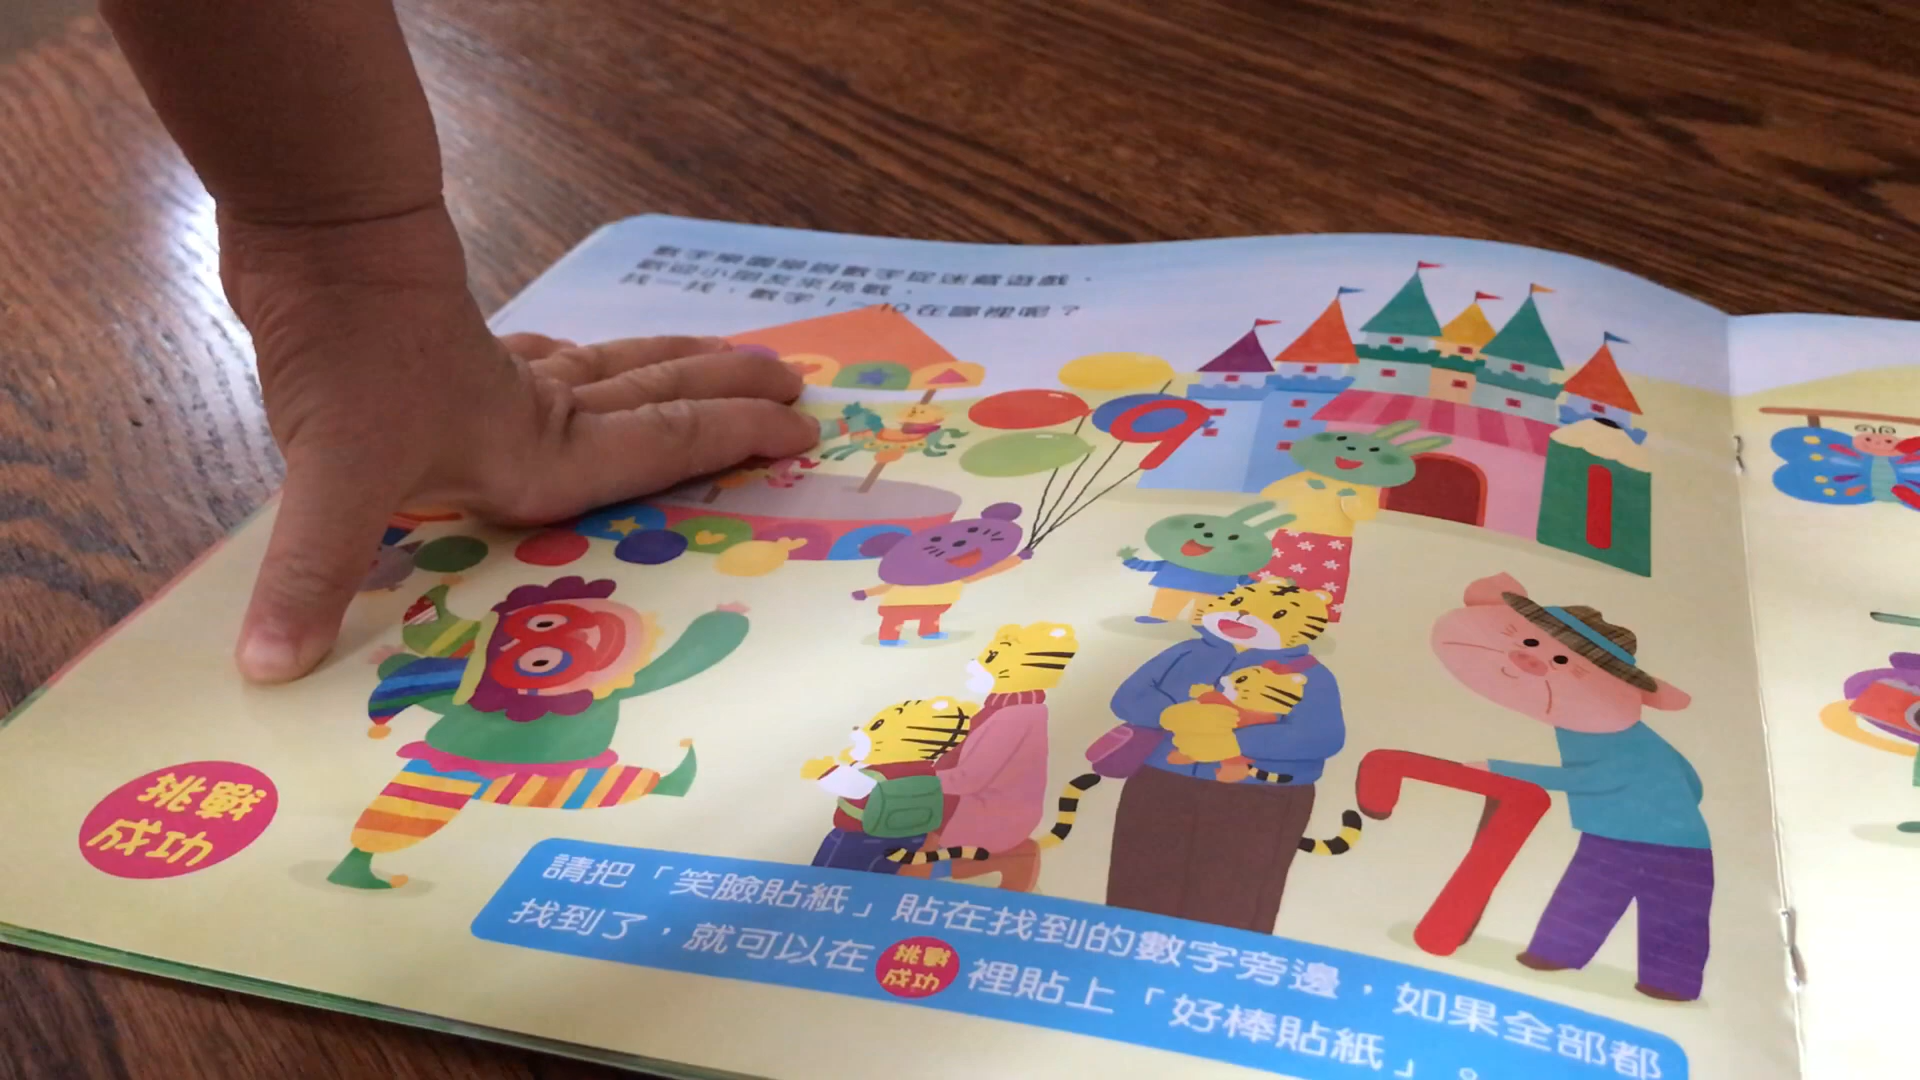 數字樂園舉辦數字捉迷藏遊戲，
歡迎小朋友來挑戰，
找一找，數字1～10在哪裡呢？
9
1
7
挑戰
成功
請把「笑臉貼紙」貼在找到的數字旁邊，如果全部都
找到了，就可以在 挑戰成功 裡貼上「好棒貼紙」。